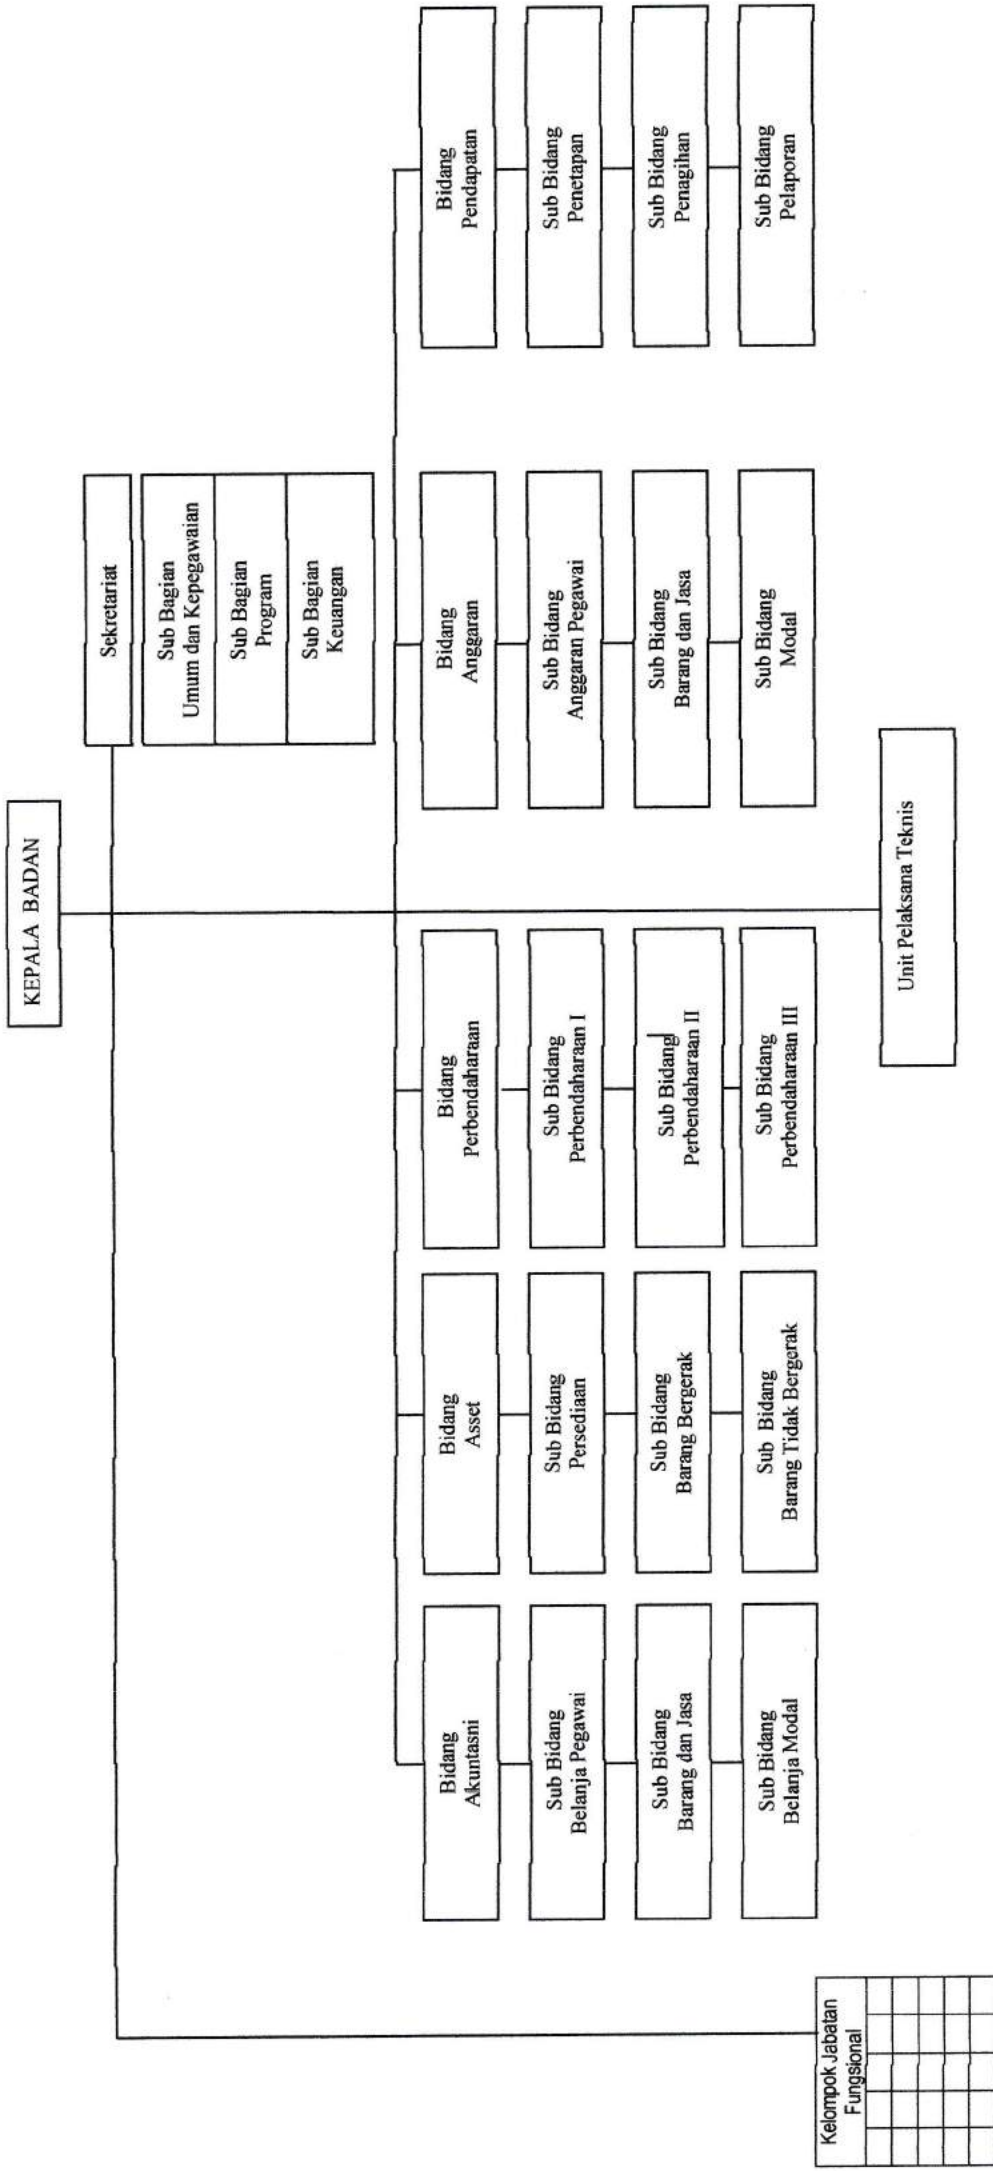 KEPALA BADAN
Sekretariat
Sub Bagian
Umum dan Kepegawaian
Sub Bagian
Program
Sub Bagian
Keuangan
Kelompok Jabatan
Fungsional
Bidang
Akuntasni
Sub Bidang
Belanja Pegawai
Sub Bidang
Barang dan Jasa
Sub Bidang
Belanja Modal
Bidang
Asset
Sub Bidang
Persediaan
Sub Bidang
Barang Bergerak
Sub Bidang
Barang Tidak Bergerak
Bidang
Perbendaharaan
Sub Bidang
Perbendaharaan I
Sub Bidang
Perbendaharaan II
Sub Bidang
Perbendaharaan III
Bidang
Anggaran
Sub Bidang
Anggaran Pegawai
Sub Bidang
Barang dan Jasa
Sub Bidang
Modal
Bidang
Pendapatan
Sub Bidang
Penetapan
Sub Bidang
Penagihan
Sub Bidang
Pelaporan
Unit Pelaksana Teknis